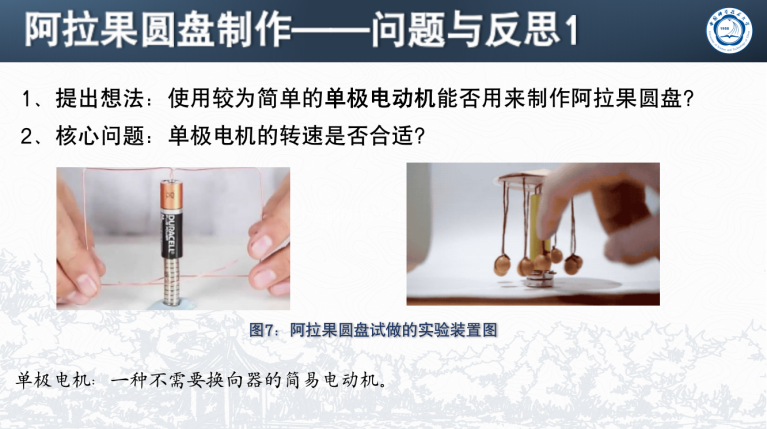 阿拉果圆盘制作——问题与反思1
1、提出想法：使用较为简单的单极电动机能否用来制作阿拉果圆盘？
2、核心问题：单极电机的转速是否合适？
DURACELL
图7：阿拉果圆盘试做的实验装置图
单极电机：一种不需要换向器的简易电动机。